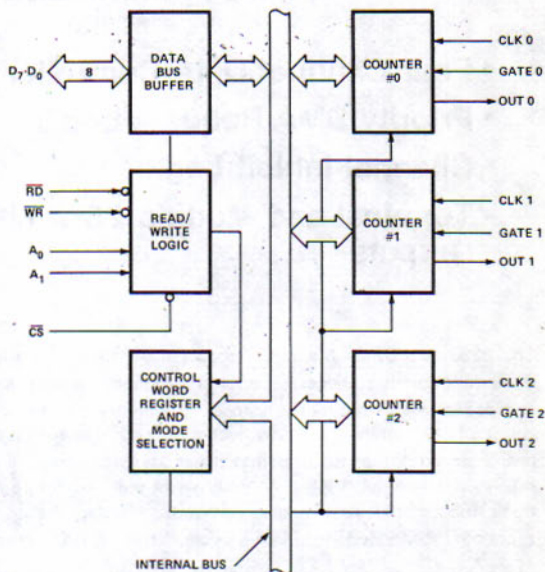 D7-D0
8
DATA
BUS
BUFFER
COUNTER
#0
CLK 0
GATE 0
OUT 0
RD
WR
A0
A1
CS
READ/
WRITE
LOGIC
COUNTER
#1
CLK 1
GATE 1
OUT 1
CONTROL
WORD
REGISTER
AND
MODE
SELECTION
COUNTER
#2
CLK 2
GATE 2
OUT 2
INTERNAL BUS